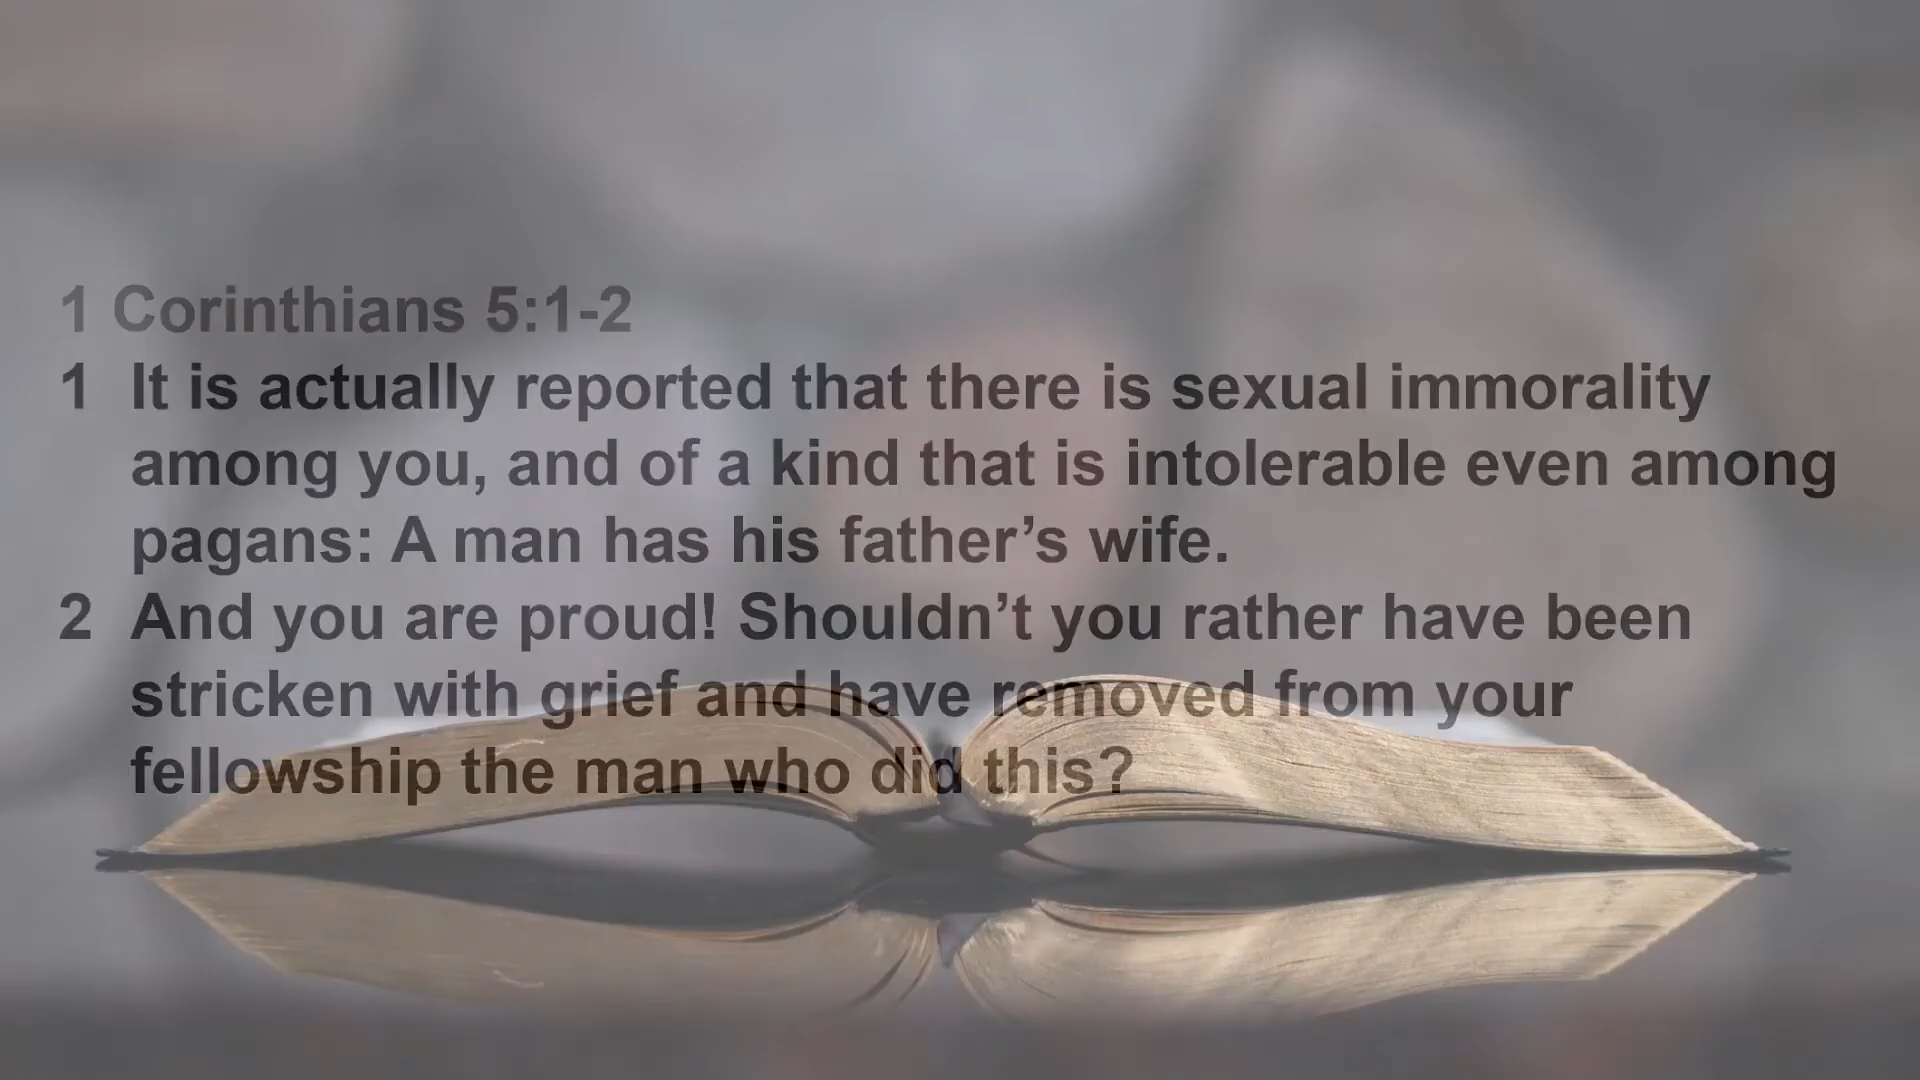 1 Corinthians 5:1-2
1 It is actually reported that there is sexual immorality
among you, and of a kind that is intolerable even among
pagans: A man has his father’s wife.
2 And you are proud! Shouldn’t you rather have been
stricken with grief and have removed from your
fellowship the man who did this?